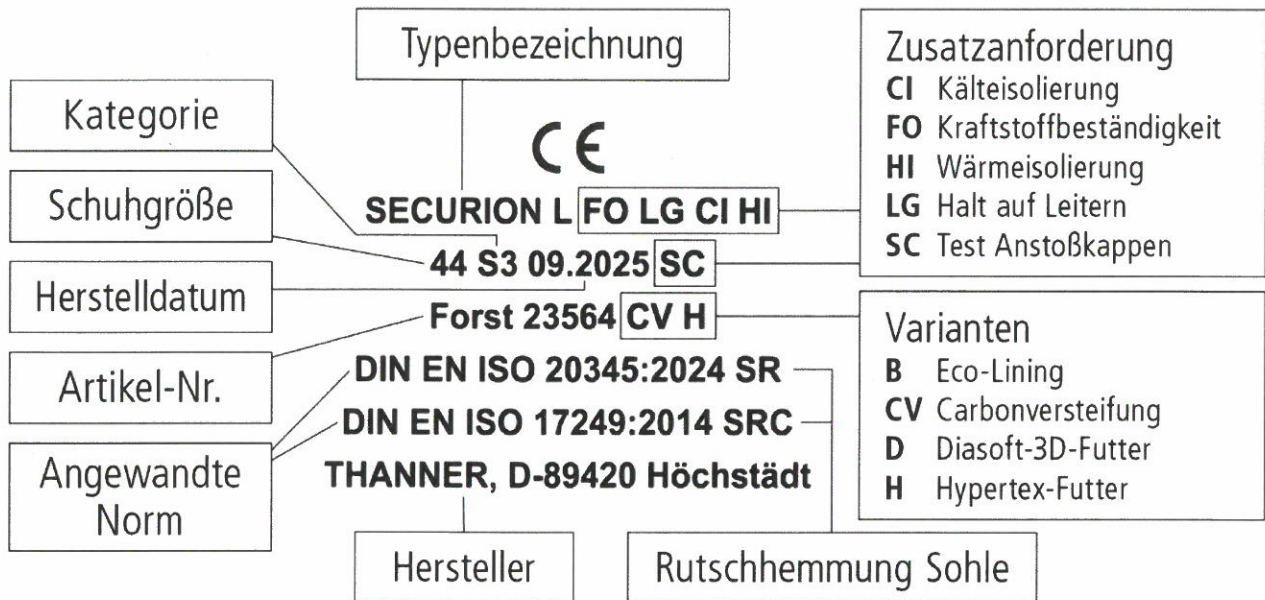 Typenbezeichnung
Kategorie
Schuhgröße
Herstelldatum
Artikel-Nr.
Angewandte
Norm
CE
SECURION L FO LG CI HI
44 S3 09.2025 SC
Forst 23564 CV H
DIN EN ISO 20345:2024 SR
DIN EN ISO 17249:2014 SRC
THANNER, D-89420 Höchstädt
Hersteller
Rutschhemmung Sohle
Zusatzanforderung
CI Kälteisolierung
FO Kraftstoffbeständigkeit
HI Wärmeisolierung
LG Halt auf Leitern
SC Test Anstoßkappen
Varianten
B Eco-Lining
CV Carbonversteifung
D Diasoft-3D-Futter
H Hypertex-Futter